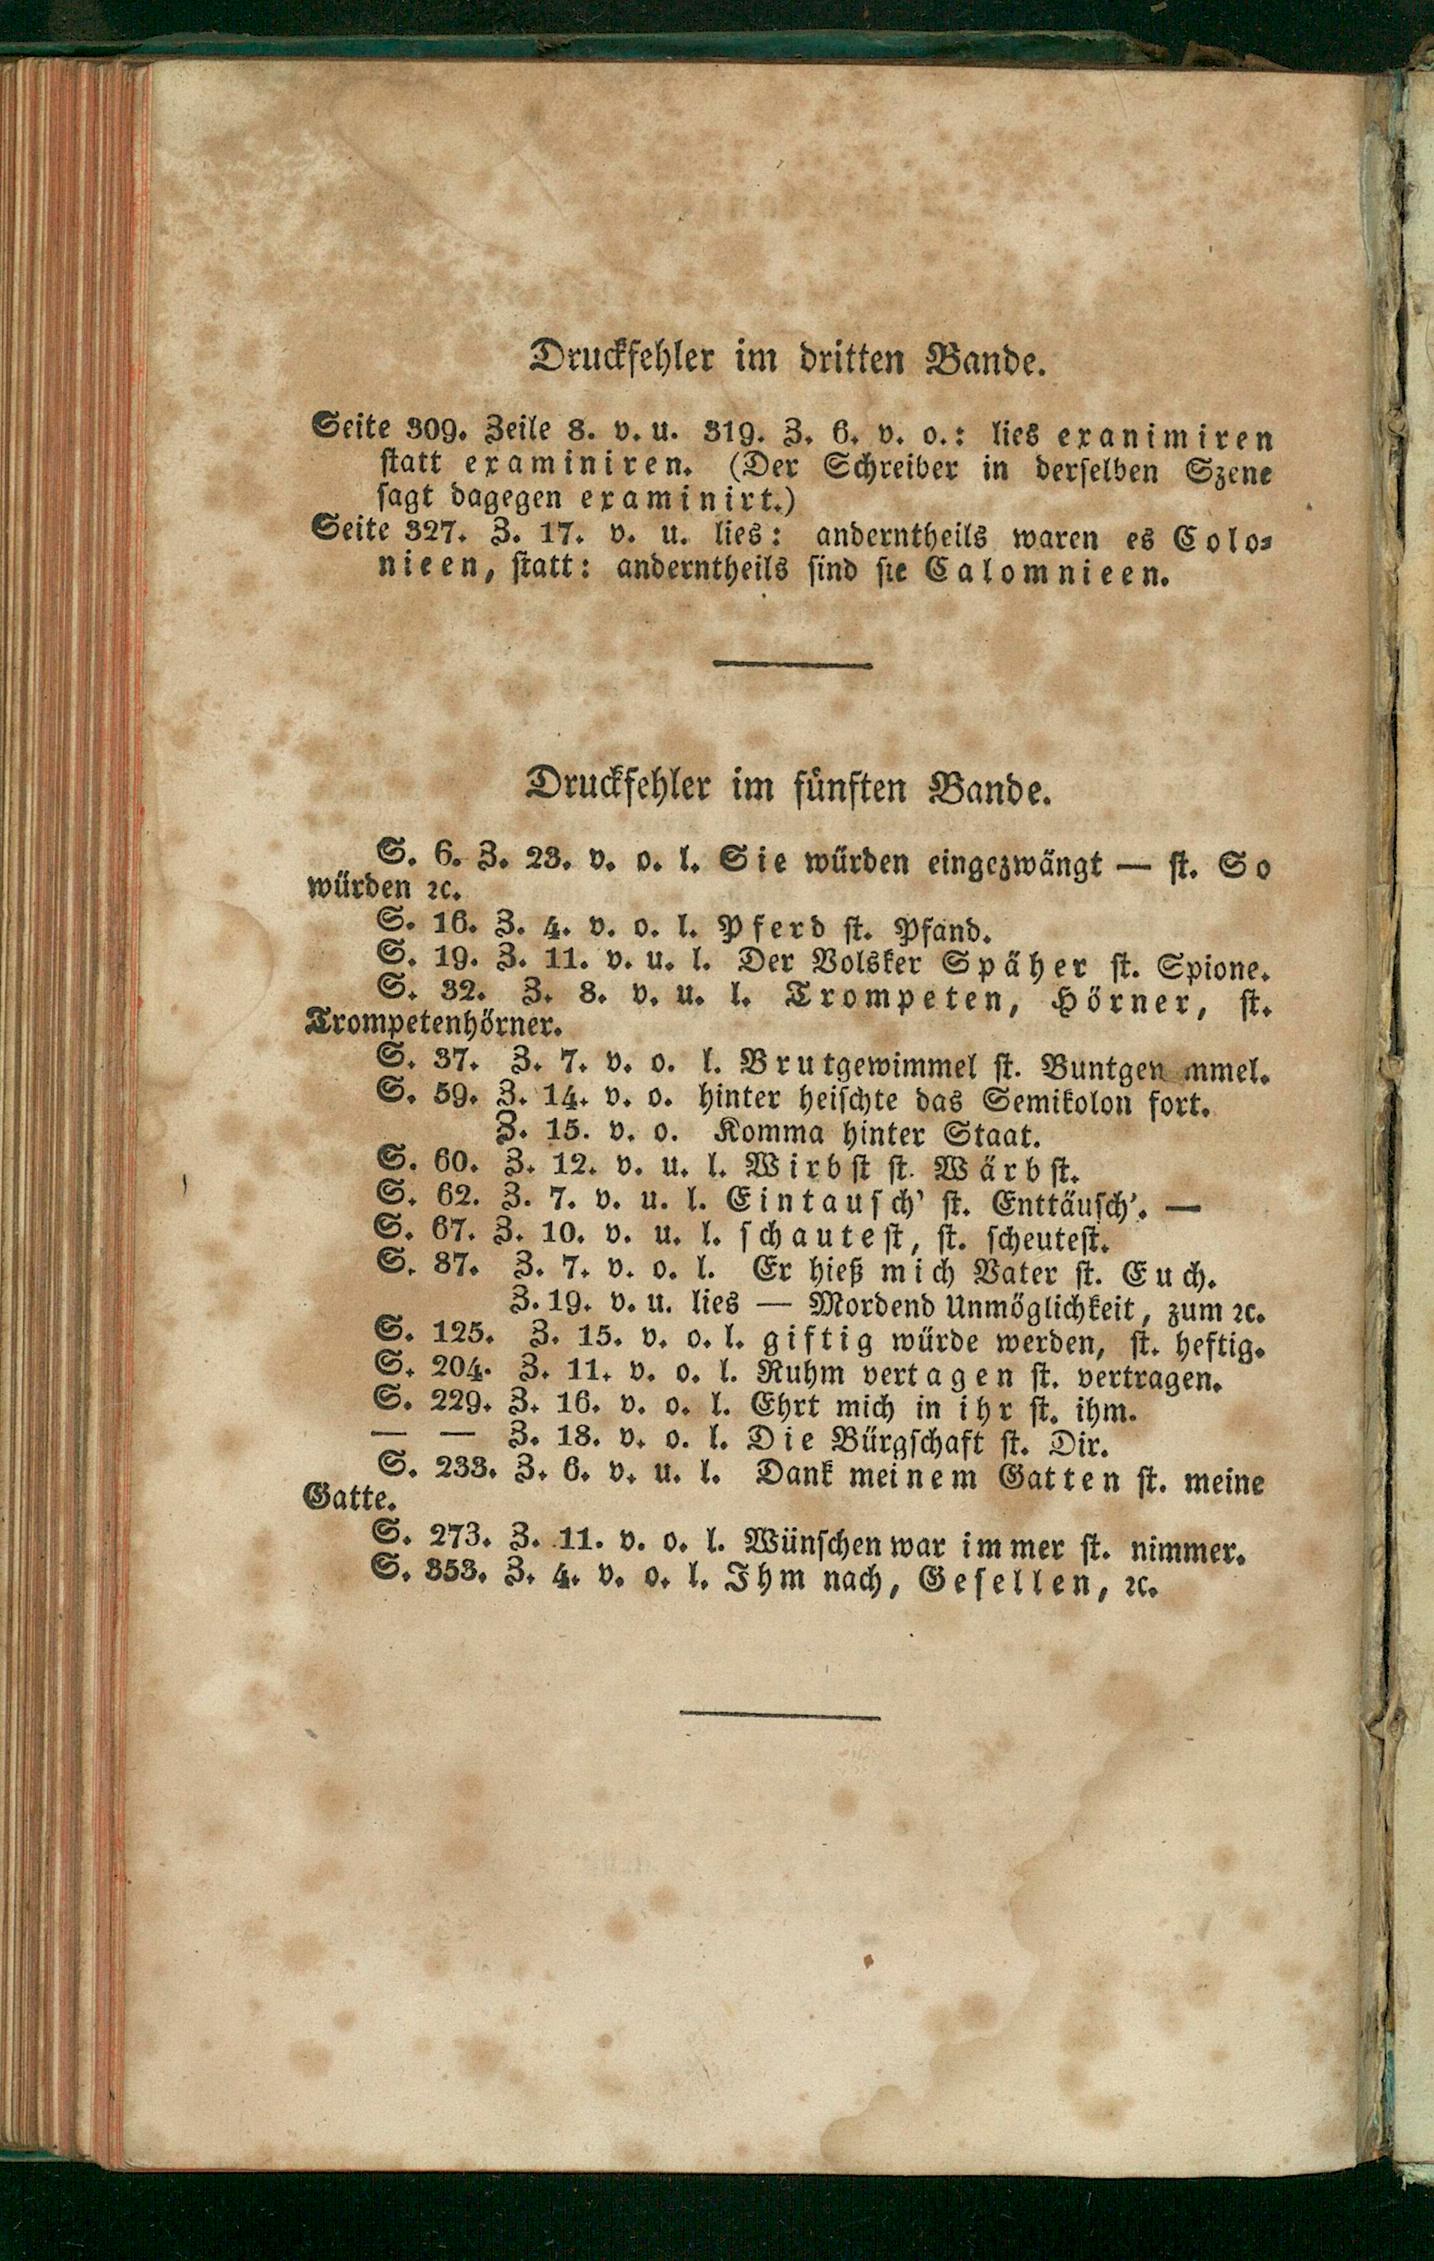 Druckfehler im dritten Bande.
Seite 309. Zeile 8. v. u. 319. Z. 6. v. o.: lies exanimiren
statt examiniren. (Der Schreiber in derselben Szene
sagt dagegen examinirt.)
Seite 327. Z. 17. v. u. lies: anderntheils waren es Colo⸗
nieen, statt: anderntheils sind sie Calomnieen.
Druckfehler im fünften Bande.
S. 6. Z. 23. v. o. l. Sie würden eingezwängt — st. So
würden ꝛc.
S. 16. Z. 4. v. o. l. Pferd st. Pfand.
S. 19. Z. 11. v. u. l. Der Volsker Späher st. Spione.
S. 32. Z. 8. v. u. l. Trompeten, Hörner, st.
Trompetenhörner.
S. 37. Z. 7. v. o. l. Brutgewimmel st. Buntgen mmel.
S. 59. Z. 14. v. o. hinter heischte das Semikolon fort.
Z. 15. v. o. Komma hinter Staat.
S. 60. Z. 12. v. u. l. Wirbst st. Wärbst.
S. 62. Z. 7. v. u. l. Eintausch' st. Enttäusch'. —
S. 67. Z. 10. v. u. l. schautest, st. scheutest.
S. 87. Z. 7. v. o. l. Er hieß mich Vater st. Euch.
Z. 19. v. u. lies — Mordend Unmöglichkeit, zum ꝛc.
S. 125. Z. 15. v. o. l. giftig würde werden, st. heftig.
S. 204. Z. 11. v. o. l. Ruhm vertagen st. vertragen.
S. 229. Z. 16. v. o. l. Ehrt mich in ihr st. ihm.
— — Z. 18. v. o. l. Die Bürgschaft st. Dir.
S. 233. Z. 6. v. u. l. Dank meinem Gatten st. meine
Gatte.
S. 273. Z. 11. v. o. l. Wünschen war immer st. nimmer.
S. 353. Z. 4. v. o. l. Ihm nach, Gesellen, ꝛc.